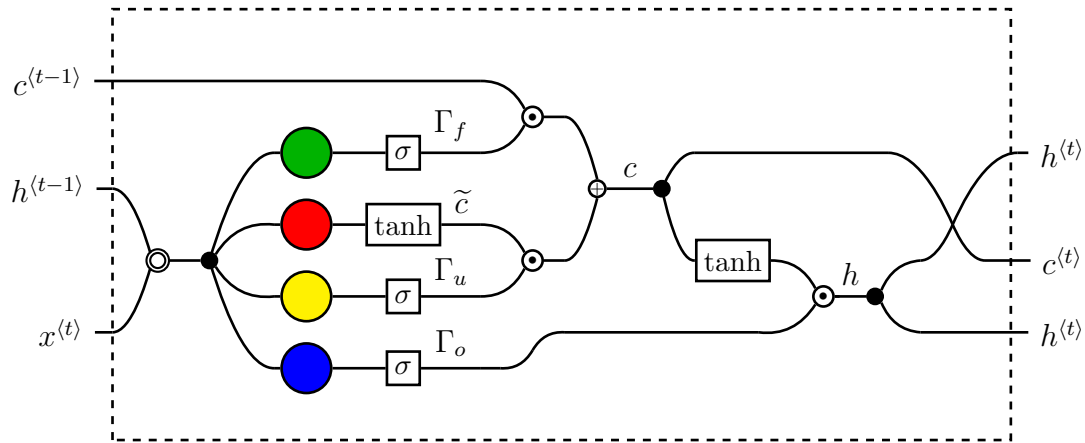 c⟨t−1⟩
Γf
σ
h⟨t−1⟩
h⟨t⟩
c
c̃
tanh
Γu
σ
tanh
h
c⟨t⟩
x⟨t⟩
Γo
σ
h⟨t⟩